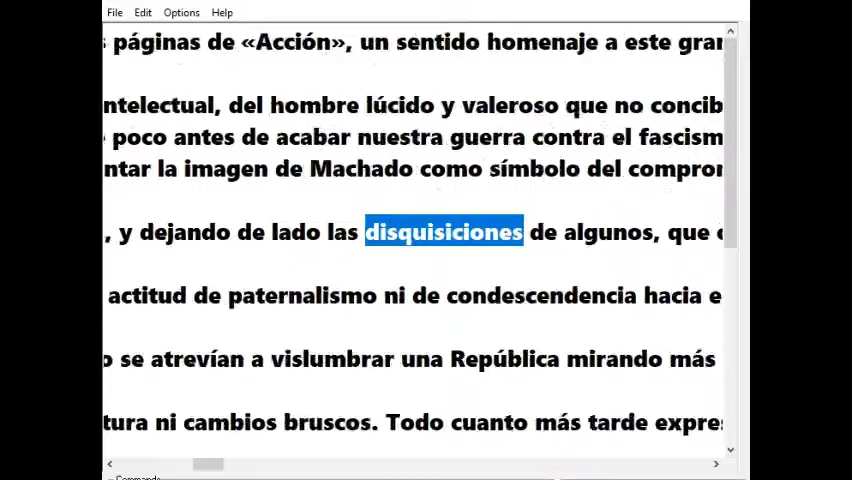 File Edit Options Help
páginas de «Acción», un sentido homenaje a este gran
ntelectual, del hombre lúcido y valeroso que no concib
poco antes de acabar nuestra guerra contra el fascism
ntar la imagen de Machado como símbolo del compron
, y dejando de lado las disquisiciones de algunos, que
actitud de paternalismo ni de condescendencia hacia e
o se atrevían a vislumbrar una República mirando más
tura ni cambios bruscos. Todo cuanto más tarde expre